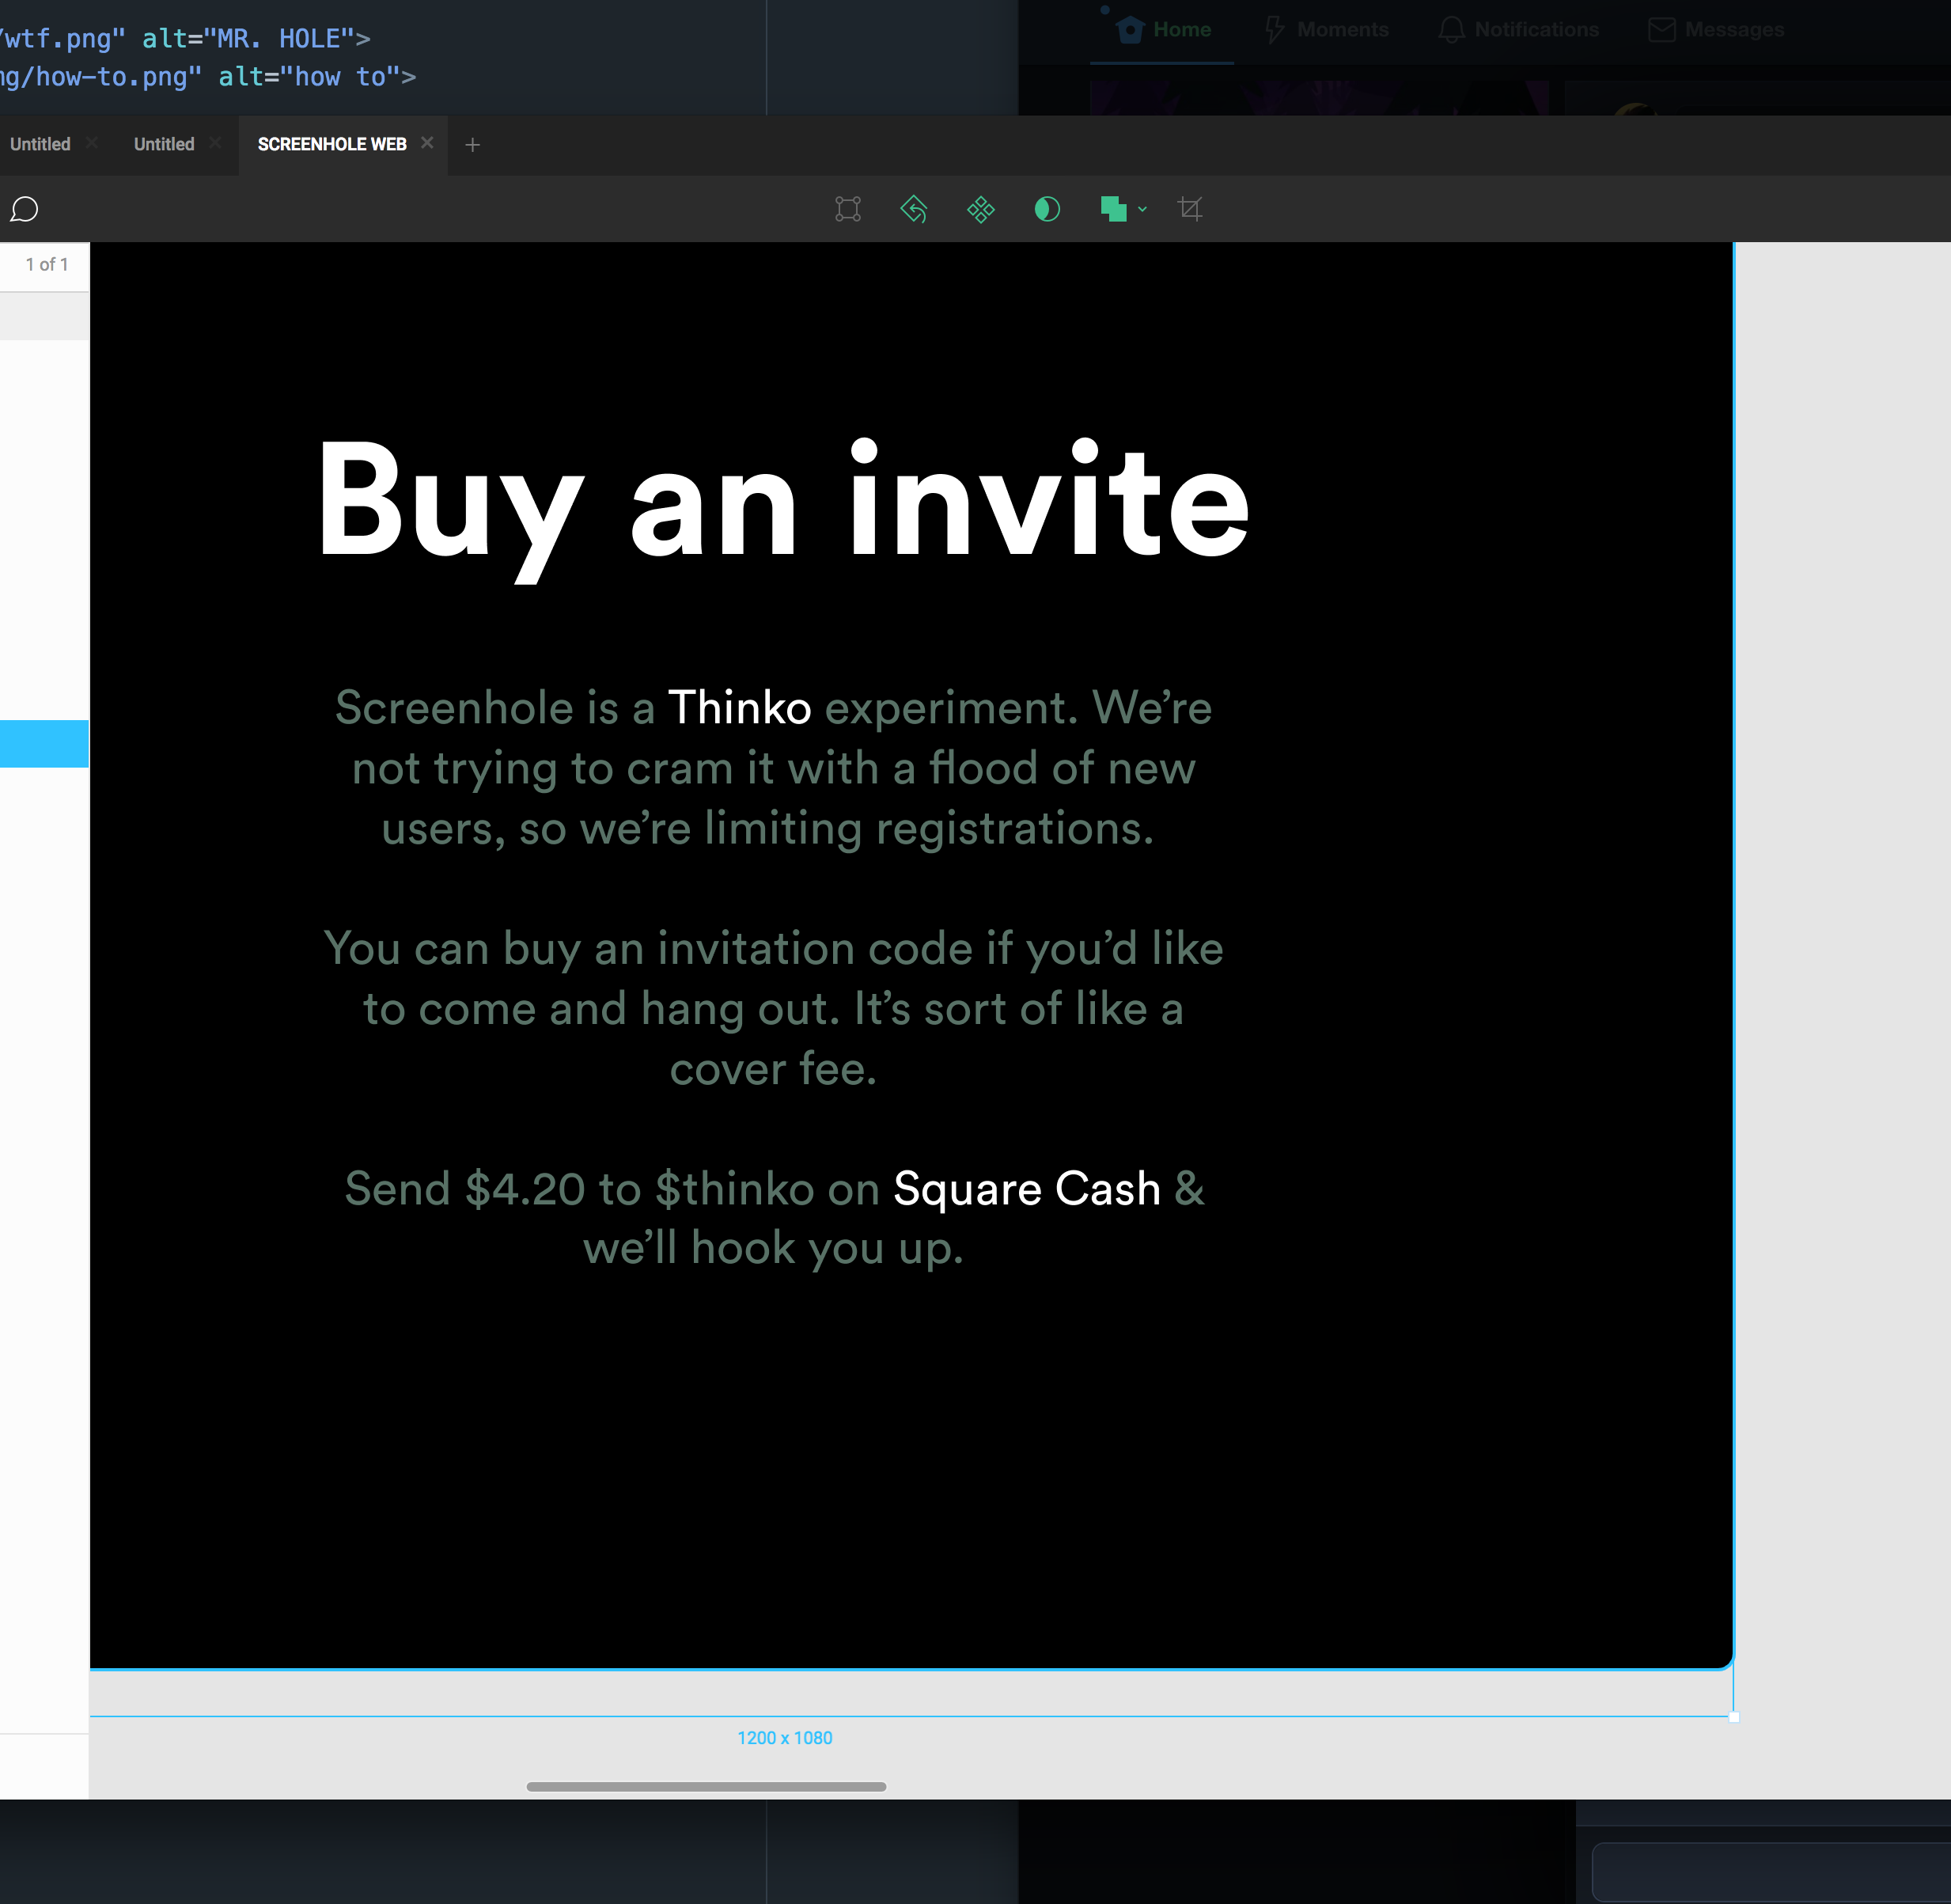 /wtf.png" alt="MR. HOLE">
ng/how-to.png" alt="how to">
Home Moments Notifications Messages
Untitled Untitled SCREENHOLE WEB
1 of 1
Buy an invite
Screenhole is a Thinko experiment. We’re
not trying to cram it with a flood of new
users, so we’re limiting registrations.
You can buy an invitation code if you’d like
to come and hang out. It’s sort of like a
cover fee.
Send $4.20 to $thinko on Square Cash &
we’ll hook you up.
1200 x 1080